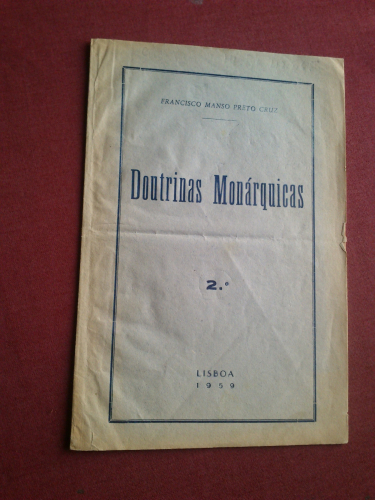 FRANCISCO MANSO PRETO CRUZ
Doutrinas Monárquicas
2.º
LISBOA
1959